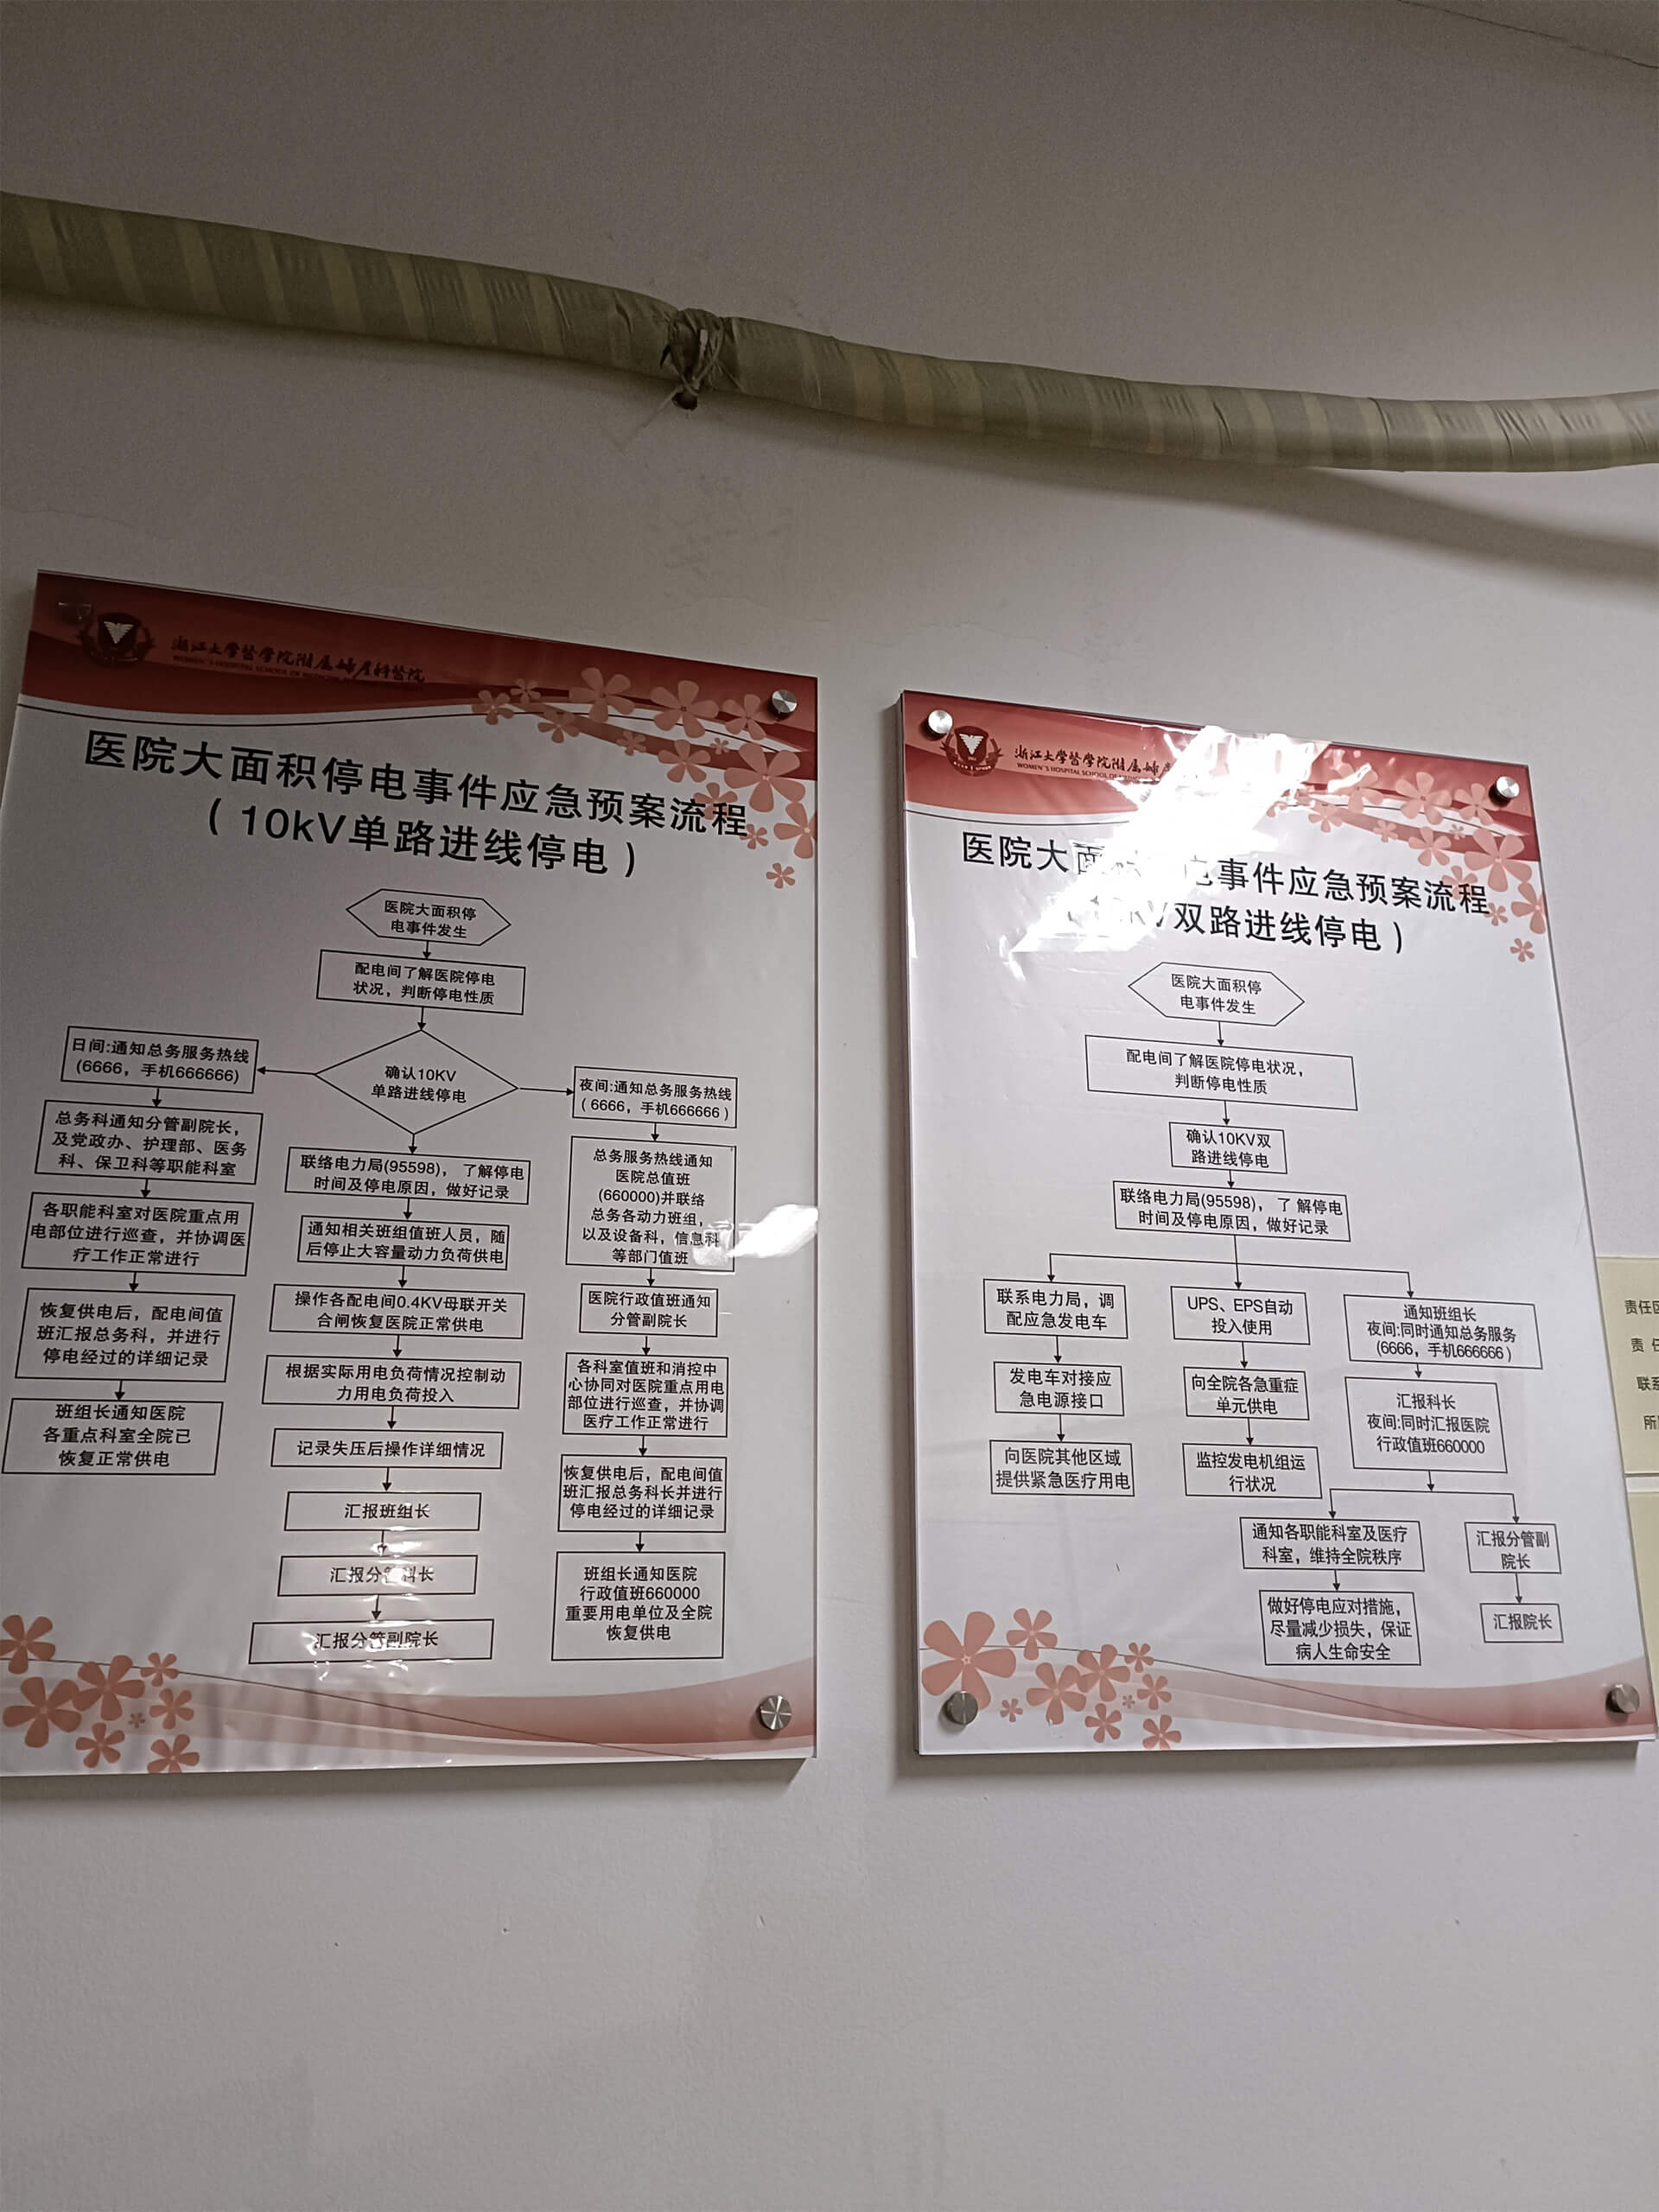 浙江大学醫學院附属婦産科醫院
WOMEN'S HOSPITAL SCHOOL OF
医院大面积停电事件应急预案流程
（10kV单路进线停电）
医院大面积停
电事件发生
配电间了解医院停电
状况，判断停电性质
确认10KV
单路进线停电
日间:通知总务服务热线
(6666，手机666666)
总务科通知分管副院长，
及党政办、护理部、医务
科、保卫科等职能科室
各职能科室对医院重点用
电部位进行巡查，并协调医
疗工作正常进行
恢复供电后，配电间值
班汇报总务科，并进行
停电经过的详细记录
班组长通知医院
各重点科室全院已
恢复正常供电
联络电力局(95598)，了解停电
时间及停电原因，做好记录
通知相关班组值班人员，随
后停止大容量动力负荷供电
操作各配电间0.4KV母联开关
合闸恢复医院正常供电
根据实际用电负荷情况控制动
力用电负荷投入
记录失压后操作详细情况
汇报班组长
汇报分管科长
汇报分管副院长
夜间:通知总务服务热线
（6666，手机666666）
总务服务热线通知
医院总值班
(660000)并联络
总务各动力班组，
以及设备科，信息科
等部门值班
医院行政值班通知
分管副院长
各科室值班和消控中
心协同对医院重点用电
部位进行巡查，并协调
医疗工作正常进行
恢复供电后，配电间值
班汇报总务科长并进行
停电经过的详细记录
班组长通知医院
行政值班660000
重要用电单位及全院
恢复供电
浙江大学醫學院附属婦
WOMEN'S HOSPITAL SCHOOL OF
医院大面 电事件应急预案流程
kV双路进线停电）
医院大面积停
电事件发生
配电间了解医院停电状况，
判断停电性质
确认10KV双
路进线停电
联络电力局(95598)，了解停电
时间及停电原因，做好记录
联系电力局，调
配应急发电车
发电车对接应
急电源接口
向医院其他区域
提供紧急医疗用电
UPS、EPS自动
投入使用
向全院各急重症
单元供电
监控发电机组运
行状况
通知班组长
夜间:同时通知总务服务
(6666，手机666666)
汇报科长
夜间:同时汇报医院
行政值班660000
通知各职能科室及医疗
科室，维持全院秩序
做好停电应对措施，
尽量减少损失，保证
病人生命安全
汇报分管副
院长
汇报院长
责任
责
联系
所